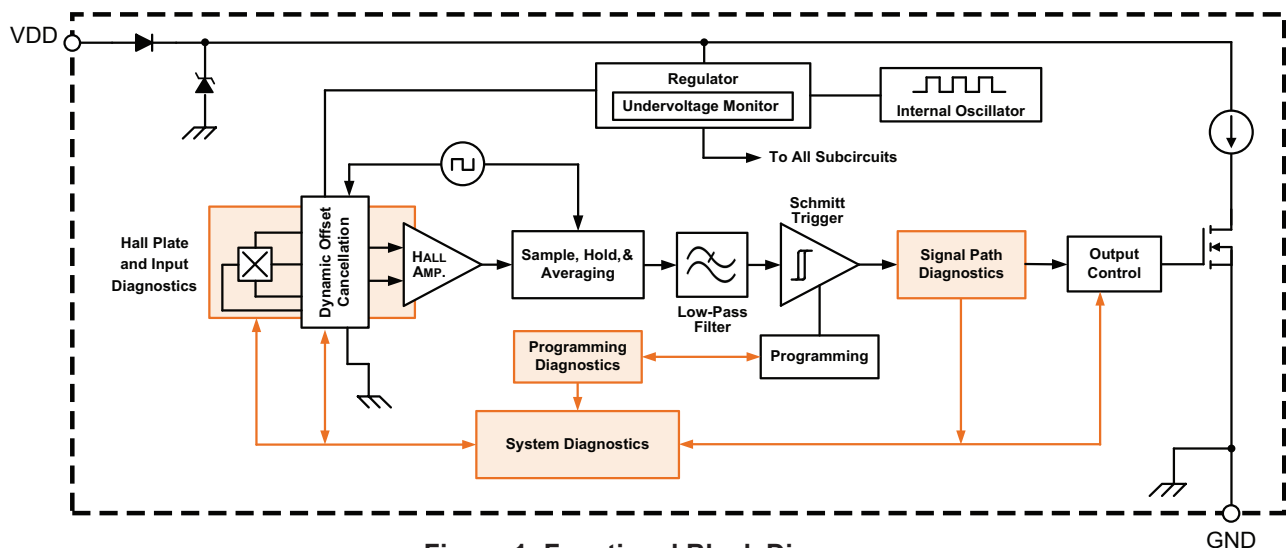 VDD
Regulator
Undervoltage Monitor
Internal Oscillator
To All Subcircuits
Hall Plate
and Input
Diagnostics
Dynamic Offset
Cancellation
HALL
AMP.
Sample, Hold, &
Averaging
Low-Pass
Filter
Schmitt
Trigger
Signal Path
Diagnostics
Output
Control
Programming
Diagnostics
Programming
System Diagnostics
GND